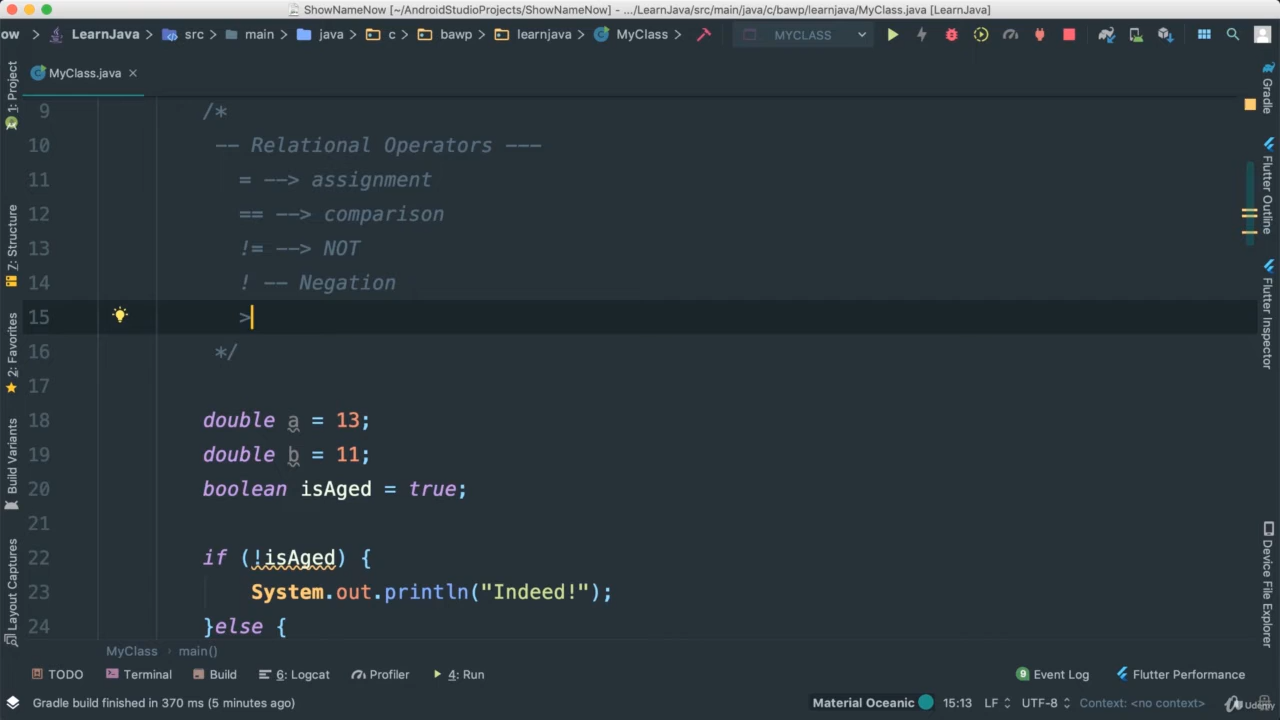 ShowNameNow [~/AndroidStudioProjects/ShowNameNow] - .../LearnJava/src/main/java/c/bawp/learnjava/MyClass.java [LearnJava]
ow LearnJava src main java c bawp learnjava MyClass MYCLASS
MyClass.java
1: Project
7: Structure
2: Favorites
Build Variants
Layout Captures
9 /*
10 -- Relational Operators ---
11 = --> assignment
12 == --> comparison
13 != --> NOT
14 ! -- Negation
15 >
16 */
17
18 double a = 13;
19 double b = 11;
20 boolean isAged = true;
21
22 if (!isAged) {
23 System.out.println("Indeed!");
24 }else {
Gradle
Flutter Outline
Flutter Inspector
Device File Explorer
MyClass main()
TODO Terminal Build 6: Logcat Profiler 4: Run 9 Event Log Flutter Performance
Gradle build finished in 370 ms (5 minutes ago) Material Oceanic 15:13 LF UTF-8 Context: <no context>
Udemy